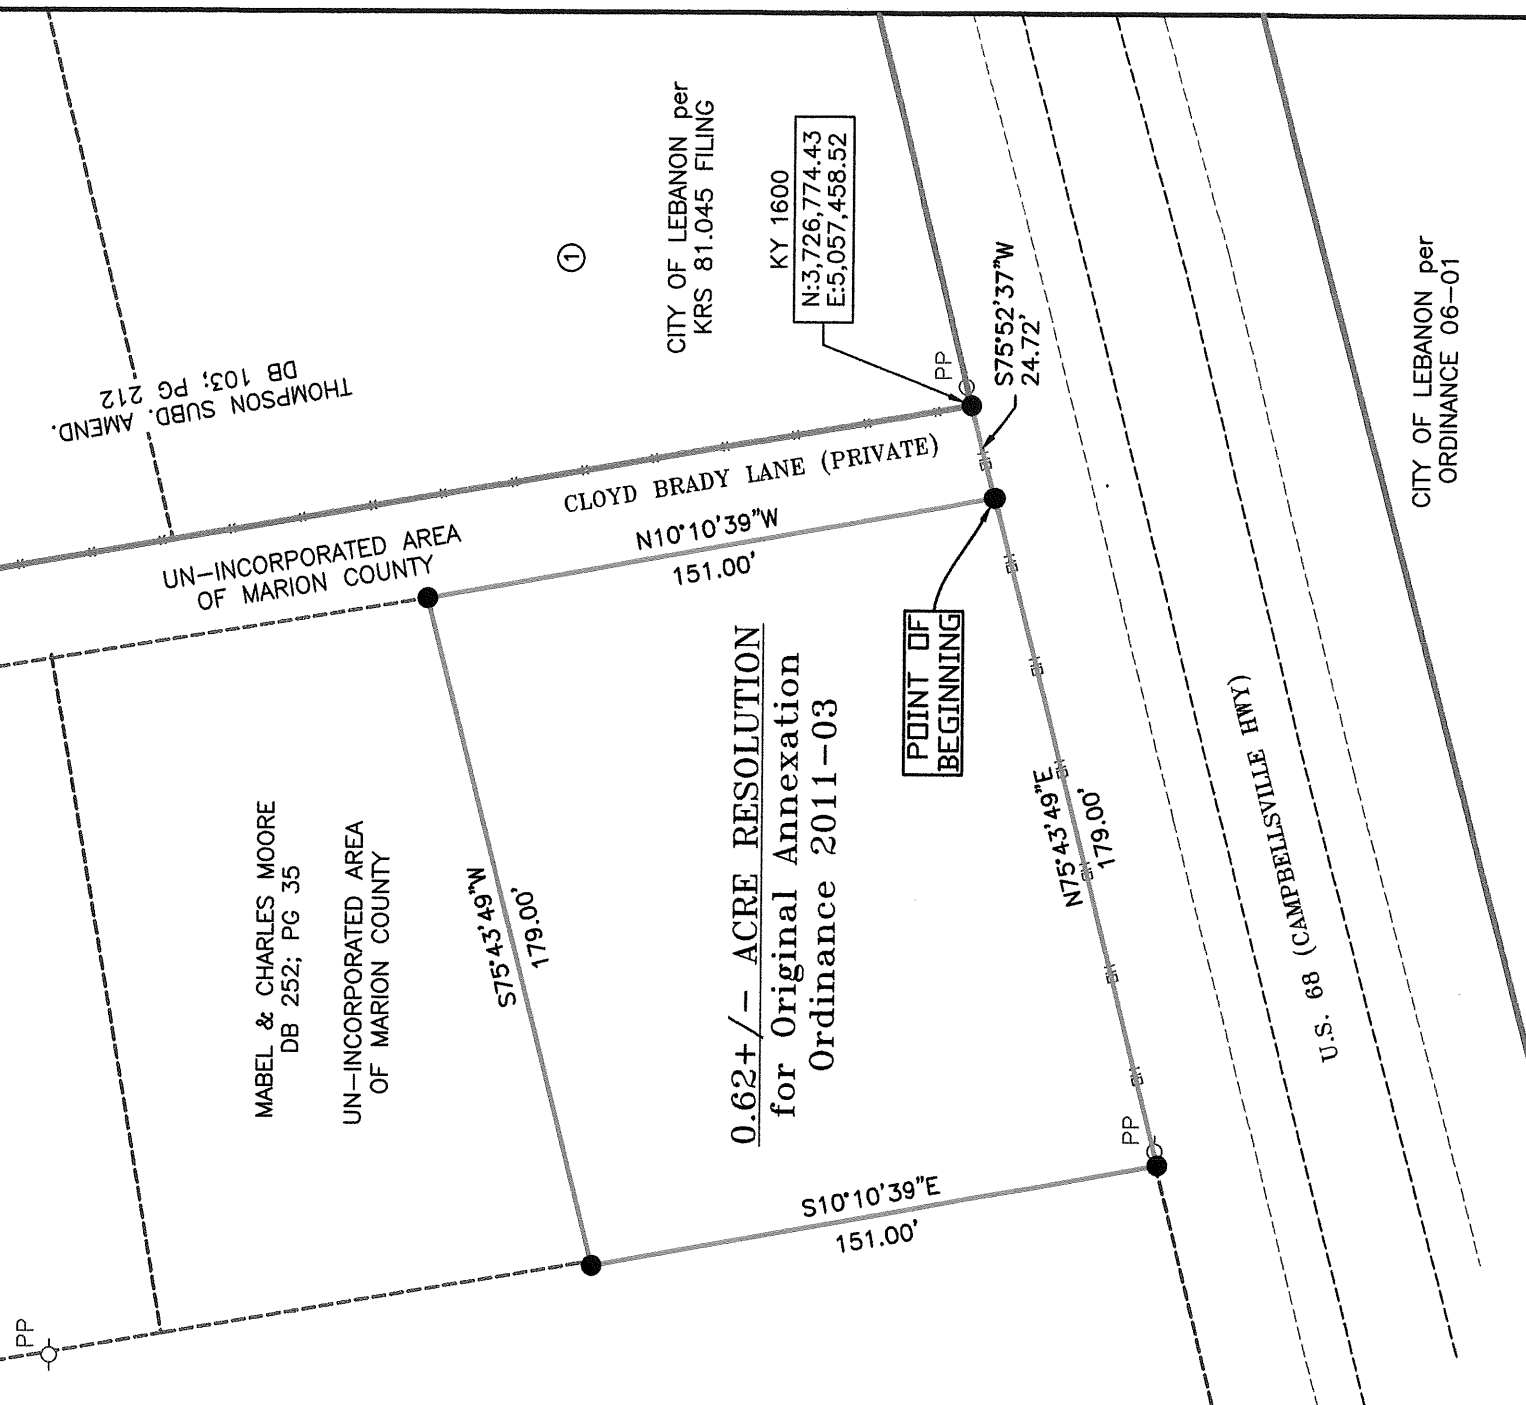 THOMPSON SUBD. AMEND.
DB 103; PG 212
①
CITY OF LEBANON per
KRS 81.045 FILING
KY 1600
N:3,726,774.43
E:5,057,458.52
PP
S75°52'37"W
24.72'
CITY OF LEBANON per
ORDINANCE 06-01
CLOYD BRADY LANE (PRIVATE)
UN-INCORPORATED AREA
OF MARION COUNTY
N10°10'39"W
151.00'
POINT OF
BEGINNING
0.62+/- ACRE RESOLUTION
for Original Annexation
Ordinance 2011-03
N75°43'49"E
179.00'
U.S. 68 (CAMPBELLSVILLE HWY)
MABEL & CHARLES MOORE
DB 252; PG 35
UN-INCORPORATED AREA
OF MARION COUNTY
S75°43'49"W
179.00'
PP
S10°10'39"E
151.00'
PP